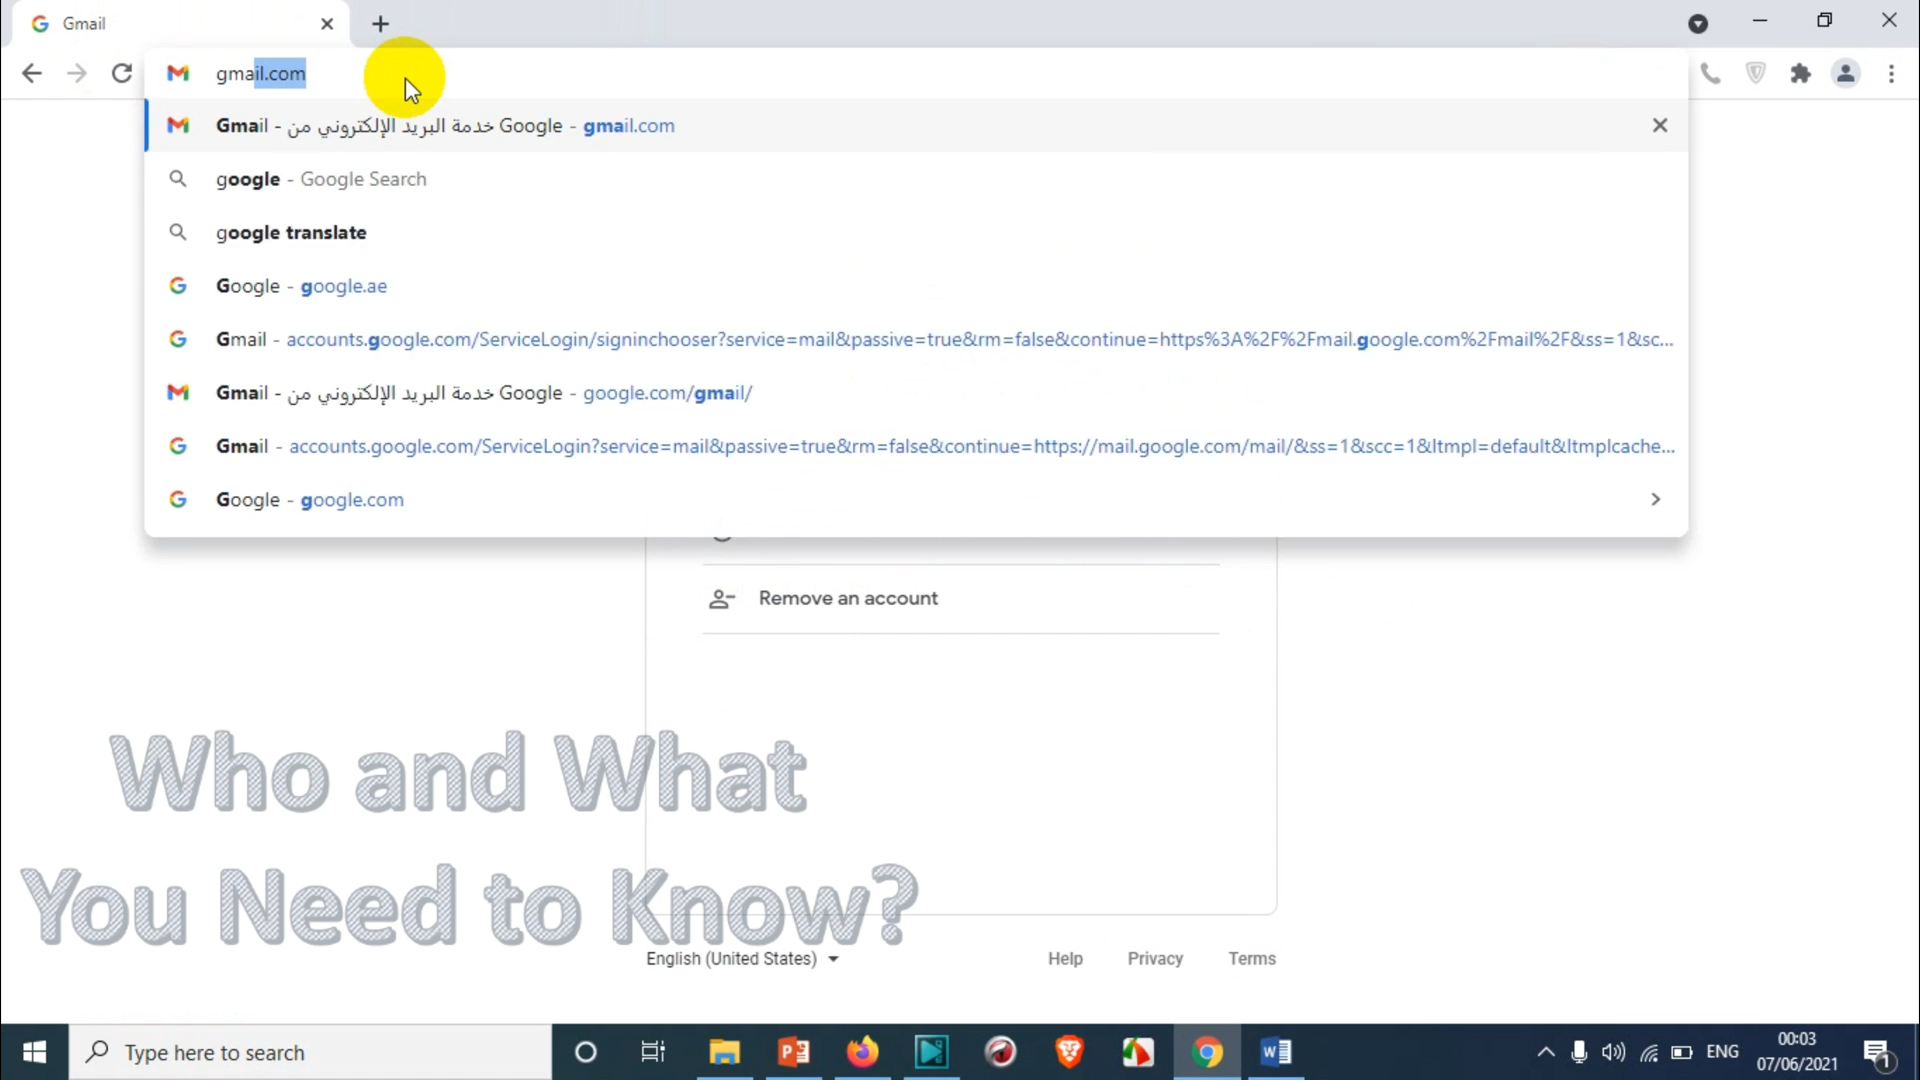 Gmail
gmail.com
Gmail - خدمة البريد الإلكتروني من Google - gmail.com
google - Google Search
google translate
Google - google.ae
Gmail - accounts.google.com/ServiceLogin/signinchooser?service=mail&passive=true&rm=false&continue=https%3A%2F%2Fmail.google.com%2Fmail%2F&ss=1&sc...
Gmail - خدمة البريد الإلكتروني من Google - google.com/gmail/
Gmail - accounts.google.com/ServiceLogin?service=mail&passive=true&rm=false&continue=https://mail.google.com/mail/&ss=1&scc=1&ltmpl=default&ltmplcache...
Google - google.com
Remove an account
Who and What
You Need to Know?
English (United States)
Help Privacy Terms
Type here to search
ENG
00:03
07/06/2021
1